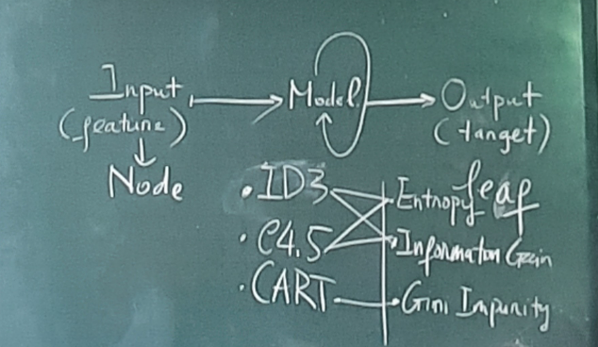 Input Model Output
(feature) (target)
Node
• ID3 Entropy leaf
• C4.5 Information Gain
• CART Gini Impurity